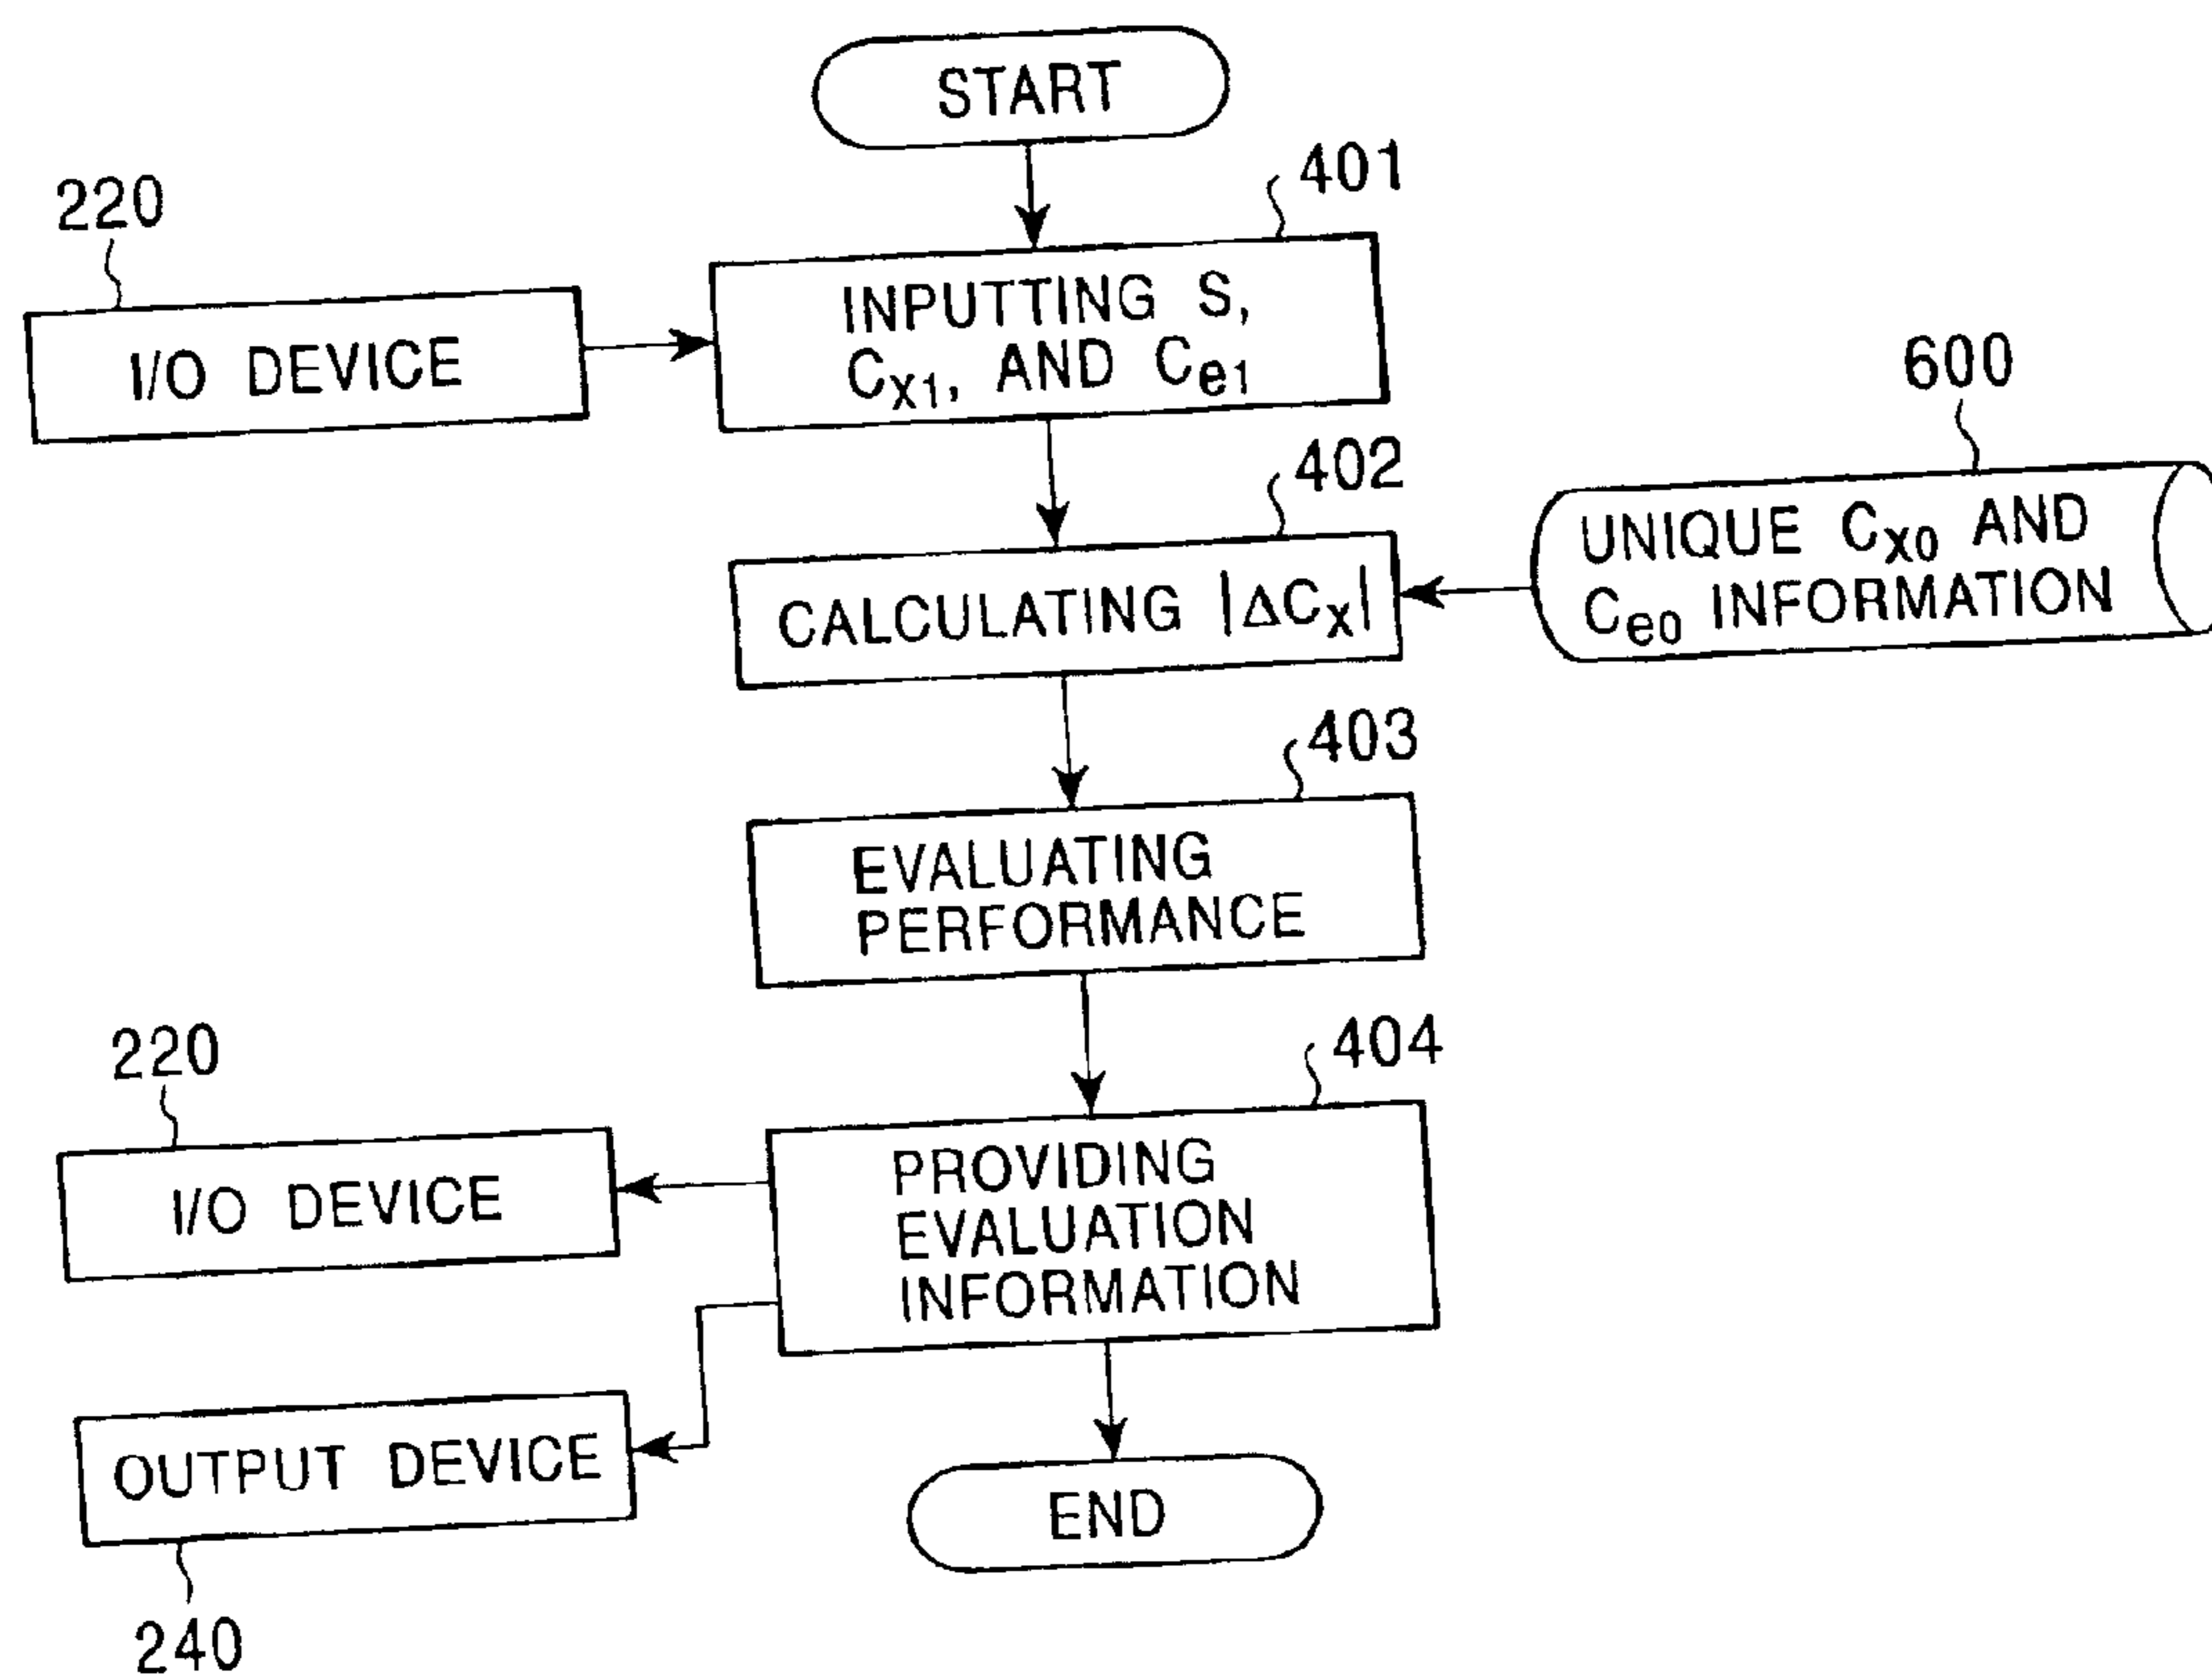 START
401
220
INPUTTING S,
Cx1, AND Ce1
I/O DEVICE
600
402
UNIQUE Cx0 AND
Ce0 INFORMATION
CALCULATING |ΔCx|
403
EVALUATING
PERFORMANCE
220
404
I/O DEVICE
PROVIDING
EVALUATION
INFORMATION
OUTPUT DEVICE
END
240